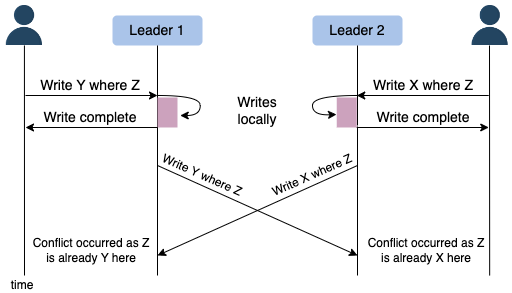 Leader 1
Leader 2
Write Y where Z
Write X where Z
Writes
locally
Write complete
Write complete
Write Y where Z
Write X where Z
Conflict occurred as Z
is already Y here
Conflict occurred as Z
is already X here
time